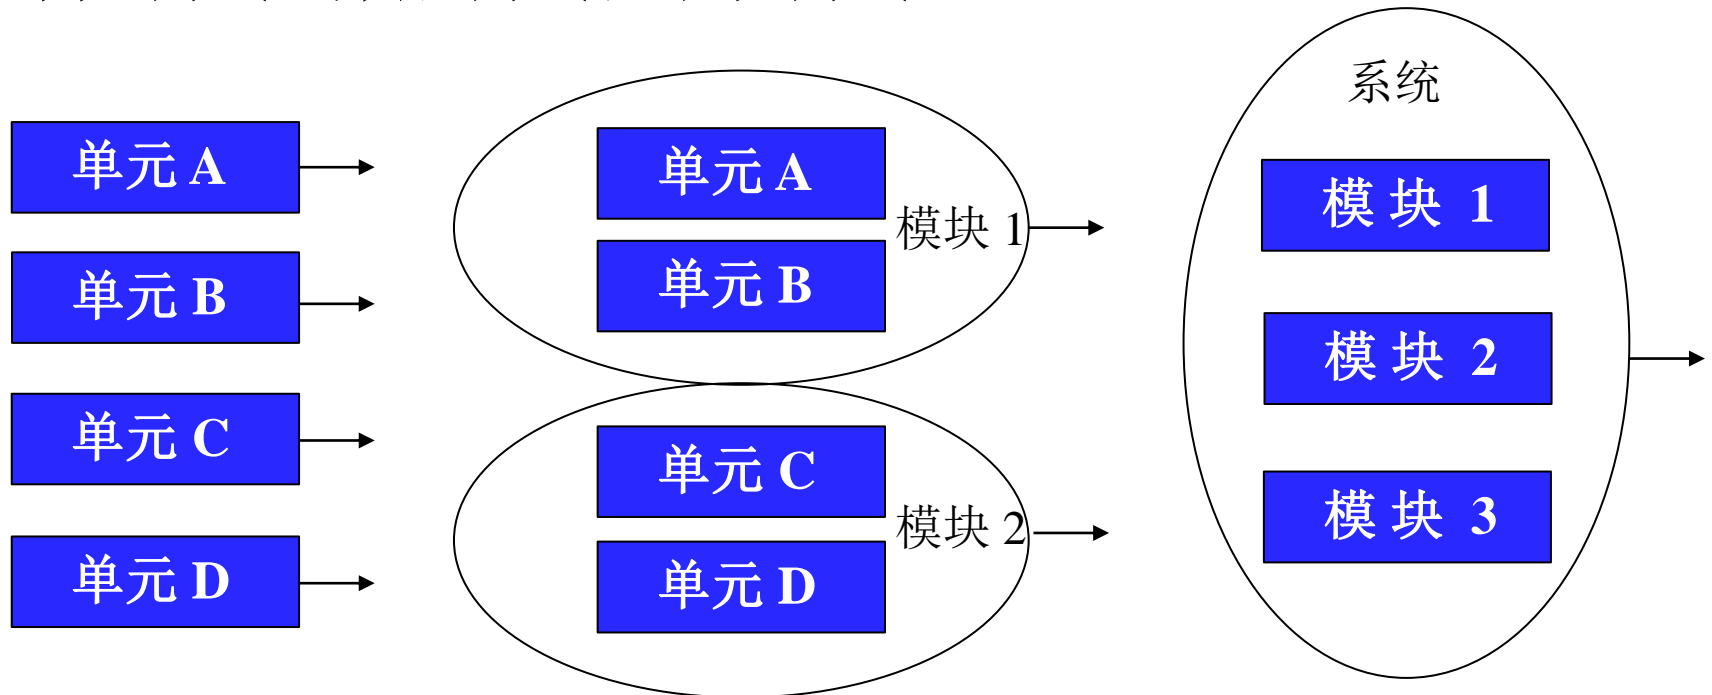 单元 A
单元 B
单元 C
单元 D
单元 A
单元 B
模块 1
单元 C
单元 D
模块 2
系统
模 块 1
模 块 2
模 块 3